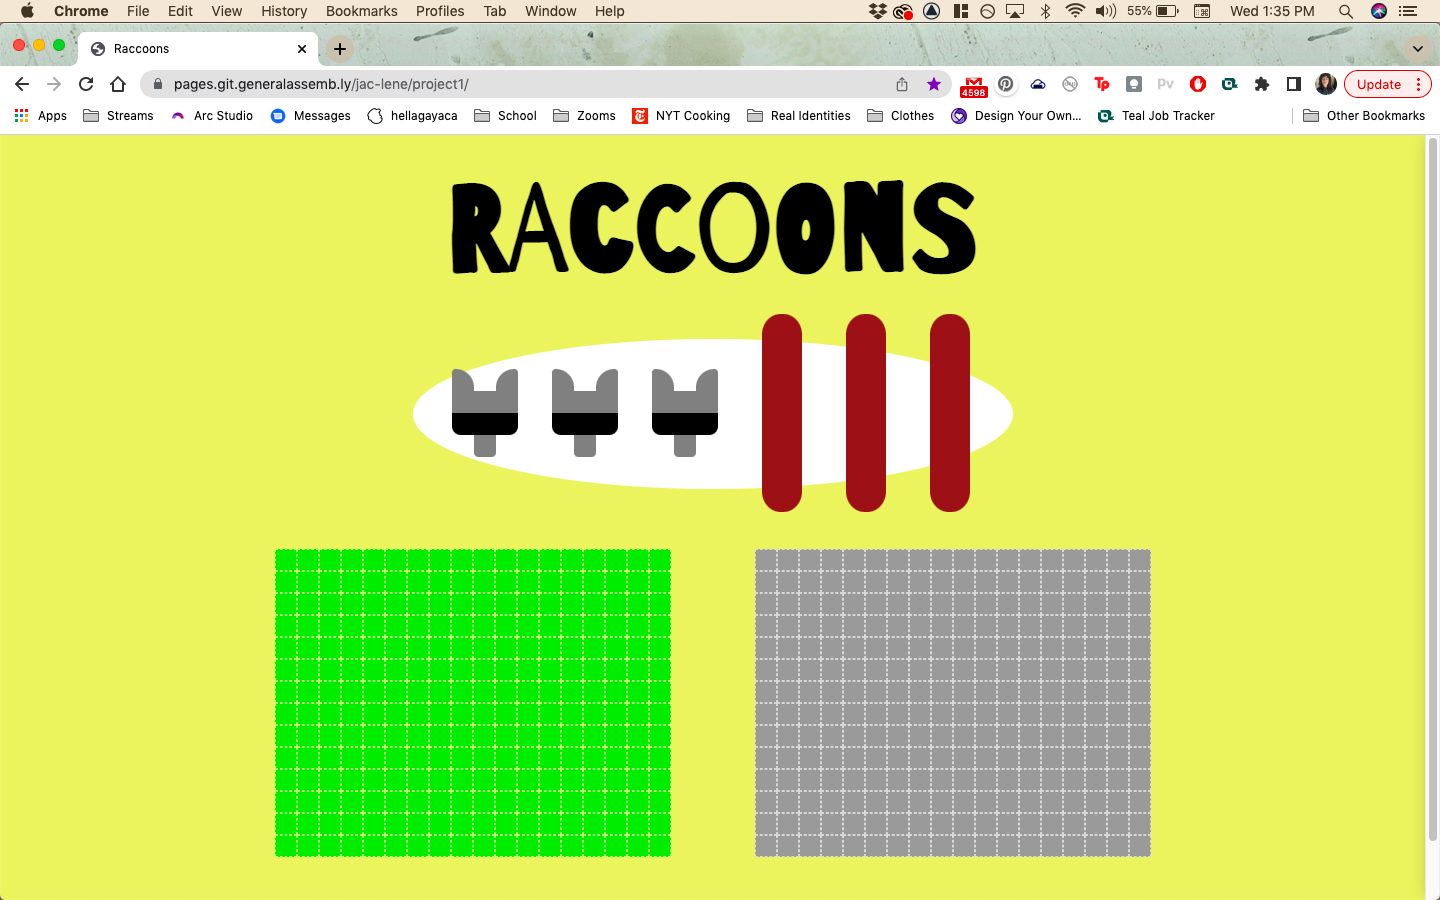 Chrome File Edit View History Bookmarks Profiles Tab Window Help 55% Wed 1:35 PM
Raccoons
pages.git.generalassemb.ly/jac-lene/project1/ 4598 Tp Pv Update
Apps Streams Arc Studio Messages hellagayaca School Zooms NYT Cooking Real Identities Clothes Design Your Own... Teal Job Tracker Other Bookmarks
RACCOONS